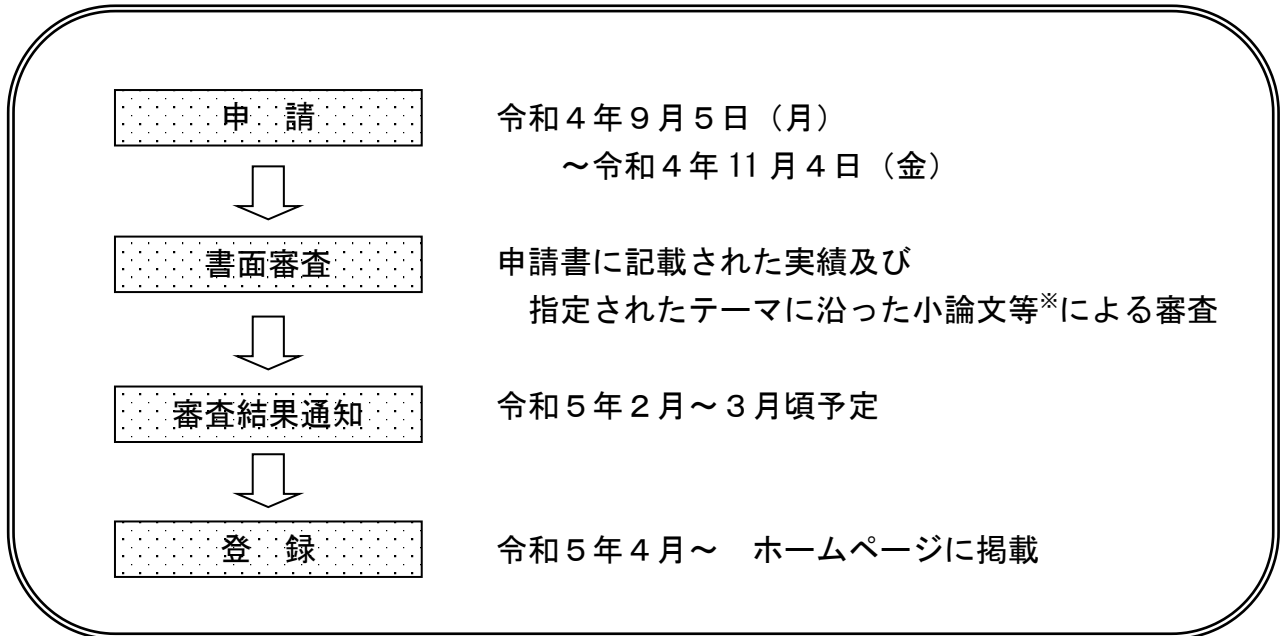 申 請
令和４年９月５日（月）
～令和４年 11 月４日（金）
書面審査
申請書に記載された実績及び
指定されたテーマに沿った小論文等※による審査
審査結果通知
令和５年２月～３月頃予定
登 録
令和５年４月～　ホームページに掲載